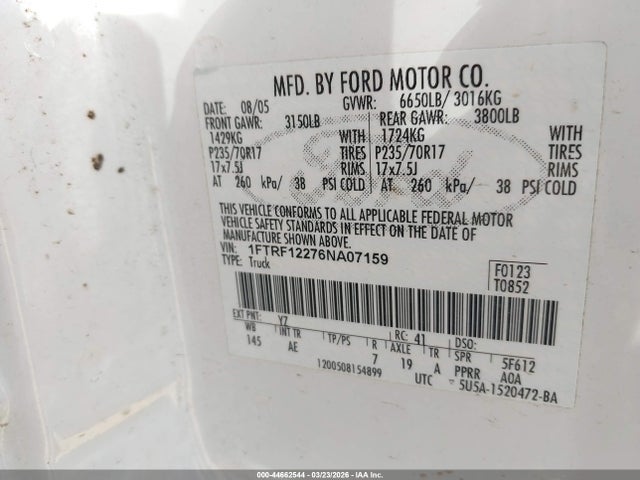 MFD. BY FORD MOTOR CO.
DATE: 08/05 GVWR: 6650LB/ 3016KG
FRONT GAWR: 3150LB REAR GAWR: 3800LB
1429KG WITH 1724KG WITH
P235/70R17 TIRES P235/70R17 TIRES
17x7.5J RIMS 17x7.5J RIMS
AT 260 kPa/ 38 PSI COLD AT 260 kPa/ 38 PSI COLD
THIS VEHICLE CONFORMS TO ALL APPLICABLE FEDERAL MOTOR
VEHICLE SAFETY STANDARDS IN EFFECT ON THE DATE OF
MANUFACTURE SHOWN ABOVE.
VIN: 1FTRF12276NA07159
TYPE: Truck
F0123
T0852
EXT PNT: YZ RC: 41 DSO:
WB INT TR TP/PS R AXLE TR SPR 5F612
145 AE 7 19 A PPRR AOA
1200508154899 UTC 5U5A-1520472-BA
Ford
000-44662544 - 03/23/2026 - IAAI.COM